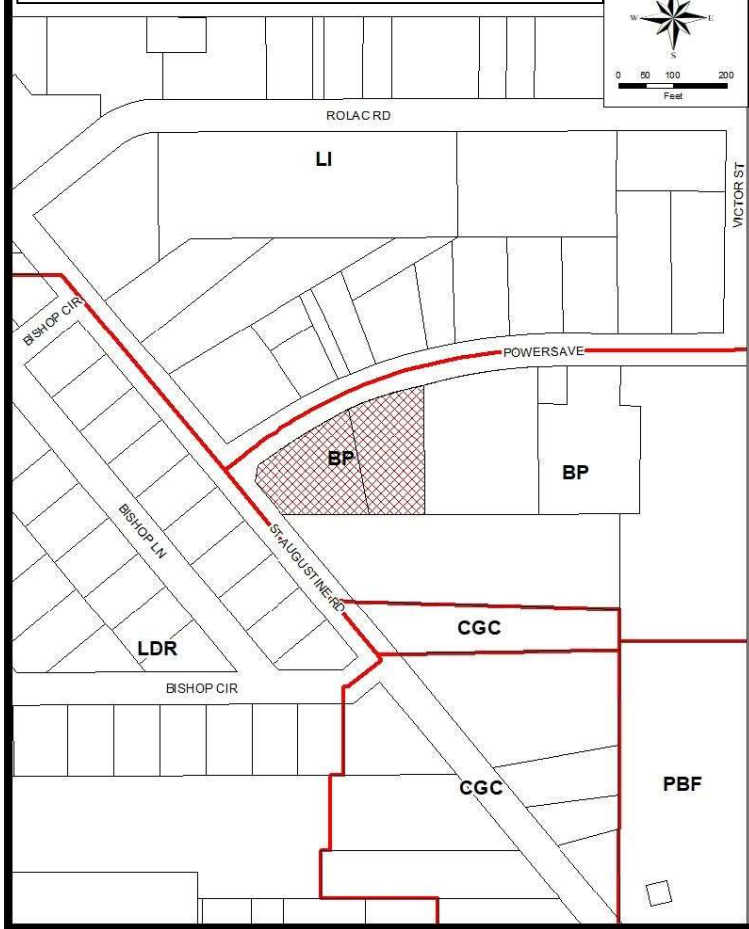 W
E
S
0 50 100 200
Feet
ROLAC RD
LI
VICTOR ST
BISHOP CIR
POWERSAVE
BP
BP
BISHOP LN
ST. AUGUSTINE RD
CGC
LDR
BISHOP CIR
CGC
PBF